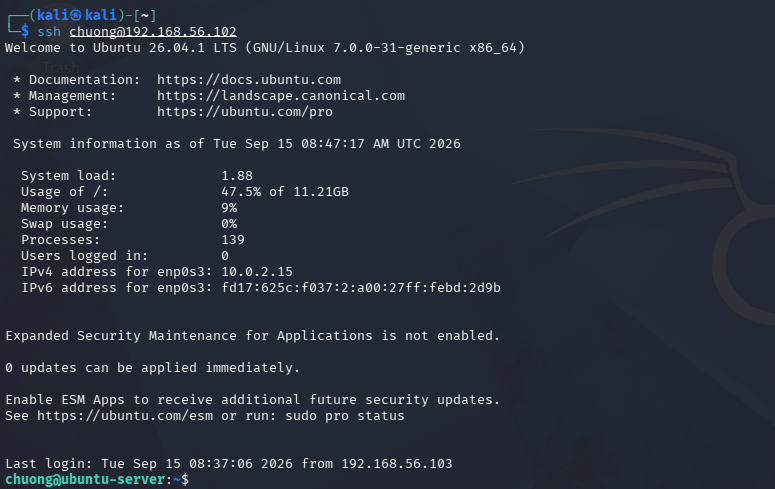 ┌──(kali㉿kali)-[~]
└─$ ssh chuong@192.168.56.102
Welcome to Ubuntu 26.04.1 LTS (GNU/Linux 7.0.0-31-generic x86_64)
Trash
* Documentation:  https://docs.ubuntu.com
* Management:     https://landscape.canonical.com
* Support:        https://ubuntu.com/pro
System information as of Tue Sep 15 08:47:17 AM UTC 2026
System load:             1.88
Usage of /:              47.5% of 11.21GB
Memory usage:            9%
Swap usage:              0%
Processes:               139
Users logged in:         0
IPv4 address for enp0s3: 10.0.2.15
IPv6 address for enp0s3: fd17:625c:f037:2:a00:27ff:febd:2d9b
Expanded Security Maintenance for Applications is not enabled.
0 updates can be applied immediately.
Enable ESM Apps to receive additional future security updates.
See https://ubuntu.com/esm or run: sudo pro status
Last login: Tue Sep 15 08:37:06 2026 from 192.168.56.103
chuong@ubuntu-server:~$